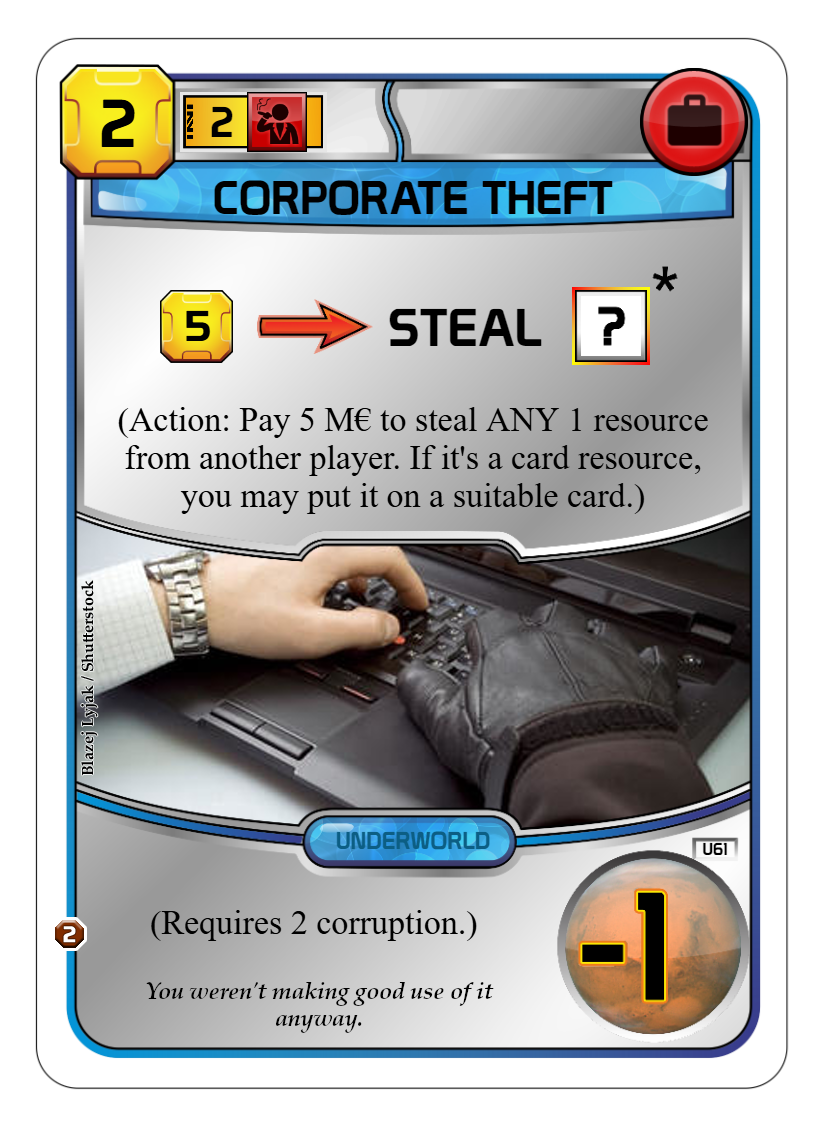 2
2
CORPORATE THEFT
5 STEAL ? *
(Action: Pay 5 M€ to steal ANY 1 resource
from another player. If it's a card resource,
you may put it on a suitable card.)
Blazej Lyjak / Shutterstock
UNDERWORLD
U61
2
(Requires 2 corruption.)
-1
You weren't making good use of it
anyway.